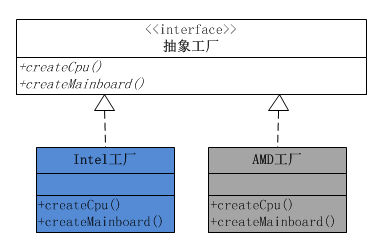 <<interface>>
抽象工厂
+createCpu()
+createMainboard()
Intel工厂
+createCpu()
+createMainboard()
AMD工厂
+createCpu()
+createMainboard()